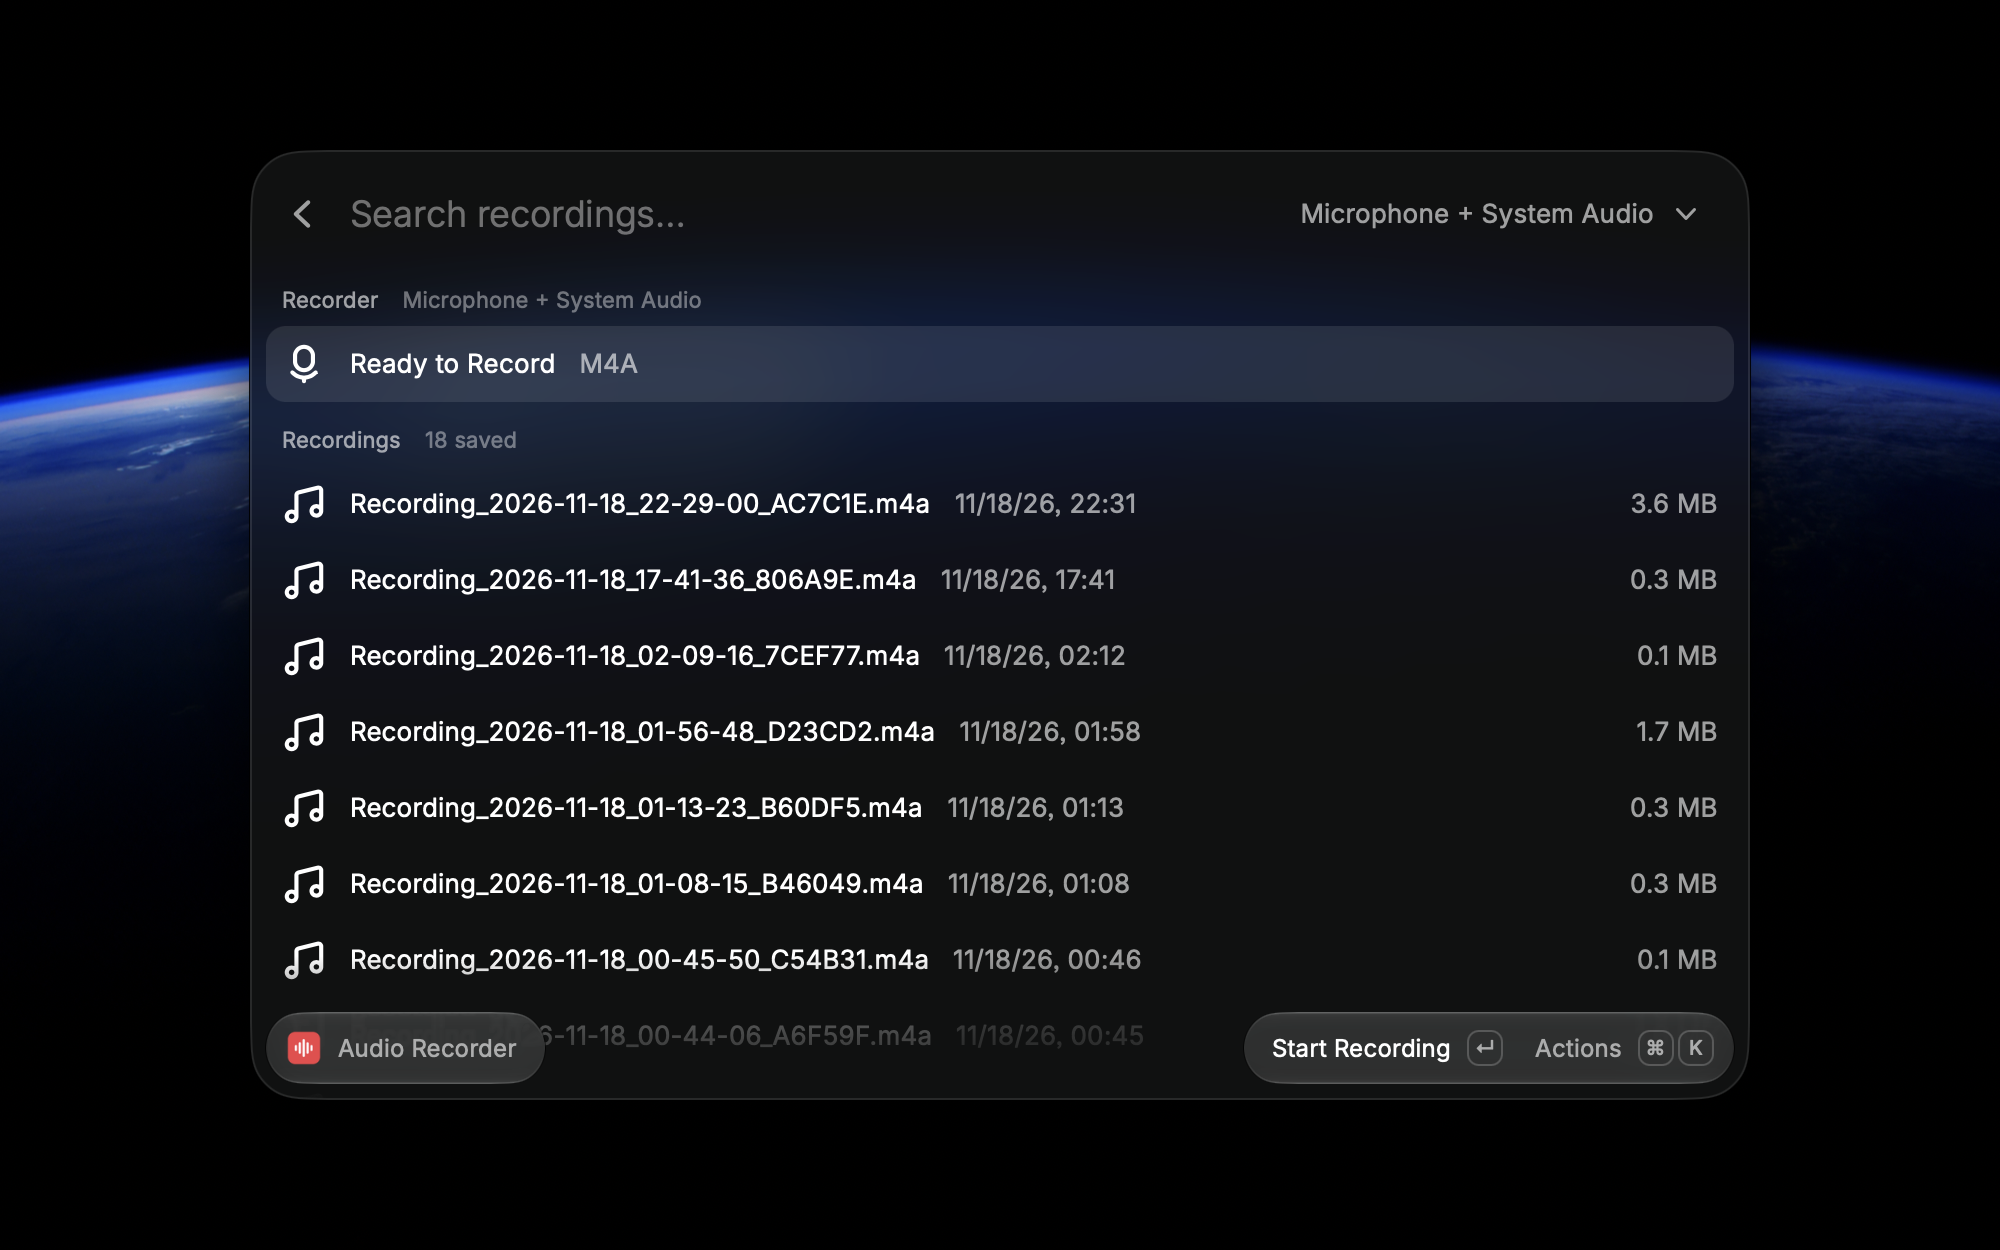 Search recordings...
Microphone + System Audio
Recorder Microphone + System Audio
Ready to Record M4A
Recordings 18 saved
Recording_2026-11-18_22-29-00_AC7C1E.m4a 11/18/26, 22:31 3.6 MB
Recording_2026-11-18_17-41-36_806A9E.m4a 11/18/26, 17:41 0.3 MB
Recording_2026-11-18_02-09-16_7CEF77.m4a 11/18/26, 02:12 0.1 MB
Recording_2026-11-18_01-56-48_D23CD2.m4a 11/18/26, 01:58 1.7 MB
Recording_2026-11-18_01-13-23_B60DF5.m4a 11/18/26, 01:13 0.3 MB
Recording_2026-11-18_01-08-15_B46049.m4a 11/18/26, 01:08 0.3 MB
Recording_2026-11-18_00-45-50_C54B31.m4a 11/18/26, 00:46 0.1 MB
6-11-18_00-44-06_A6F59F.m4a 11/18/26, 00:45
Audio Recorder
Start Recording ↵ Actions ⌘ K